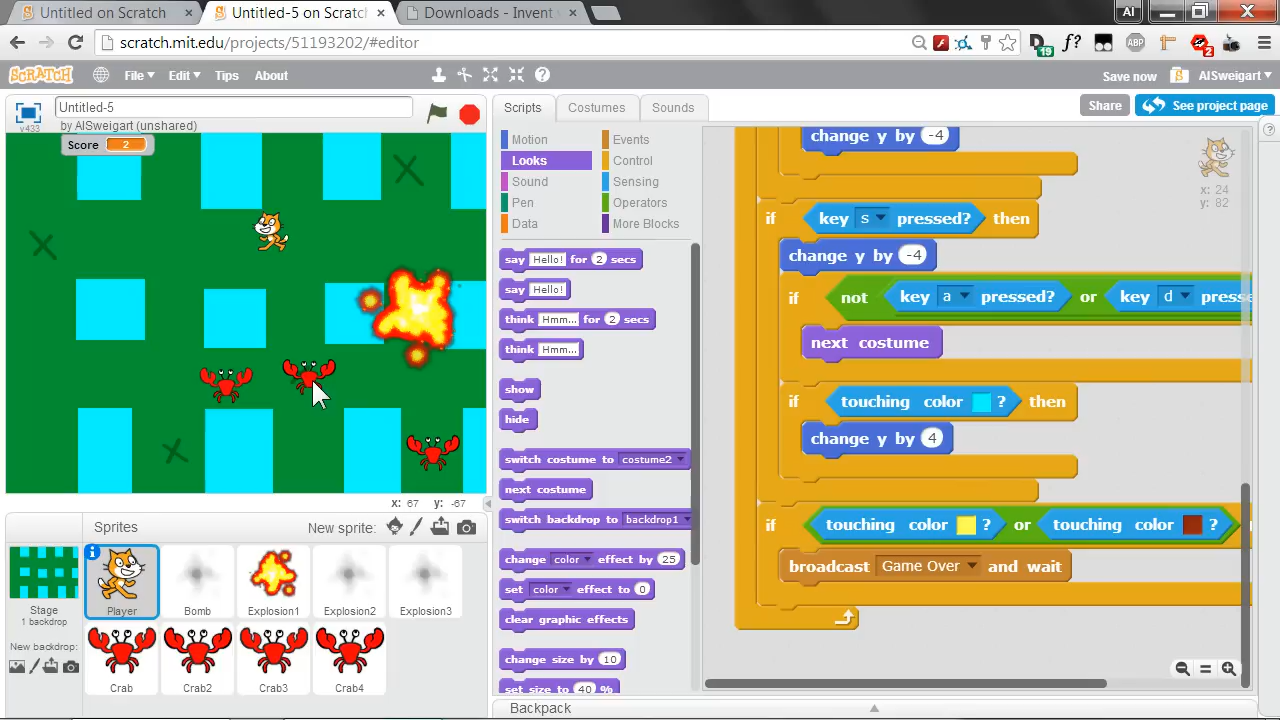 Untitled on Scratch ×
Untitled-5 on Scratc ×
Downloads - Invent ×
AI
scratch.mit.edu/projects/51193202/#editor
19
f?
ABP
2
SCRATCH
File Edit Tips About
Save now
AlSweigart
Untitled-5
by AlSweigart (unshared)
v433
Scripts Costumes Sounds
Share
See project page
Score 2
Motion Events
Looks Control
Sound Sensing
Pen Operators
Data More Blocks
say Hello! for 2 secs
say Hello!
think Hmm... for 2 secs
think Hmm...
show
hide
switch costume to costume2
next costume
switch backdrop to backdrop1
change color effect by 25
set color effect to 0
clear graphic effects
change size by 10
set size to 40 %
change y by -4
if key s pressed? then
change y by -4
if not key a pressed? or key d presse
next costume
if touching color ? then
change y by 4
if touching color ? or touching color ?
broadcast Game Over and wait
x: 24
y: 82
x: 67 y: -67
Sprites
New sprite:
Stage
1 backdrop
New backdrop:
Player
Bomb
Explosion1
Explosion2
Explosion3
Crab
Crab2
Crab3
Crab4
Backpack